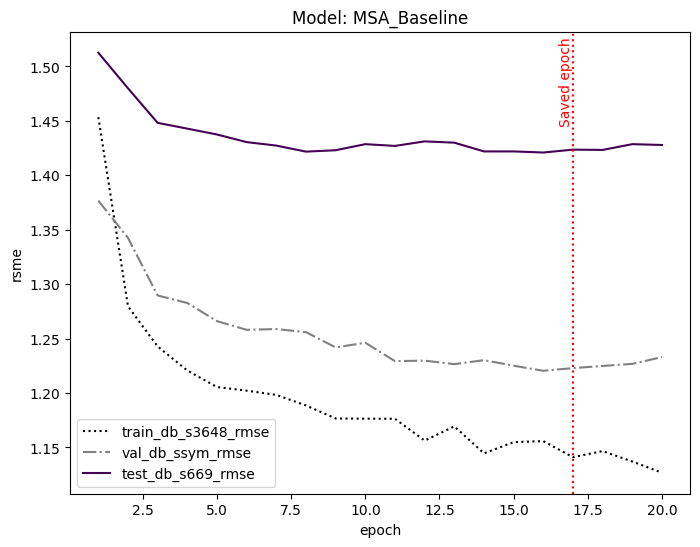 Model: MSA_Baseline
Saved epoch
rsme
1.50
1.45
1.40
1.35
1.30
1.25
1.20
1.15
train_db_s3648_rmse
val_db_ssym_rmse
test_db_s669_rmse
2.5 5.0 7.5 10.0 12.5 15.0 17.5 20.0
epoch